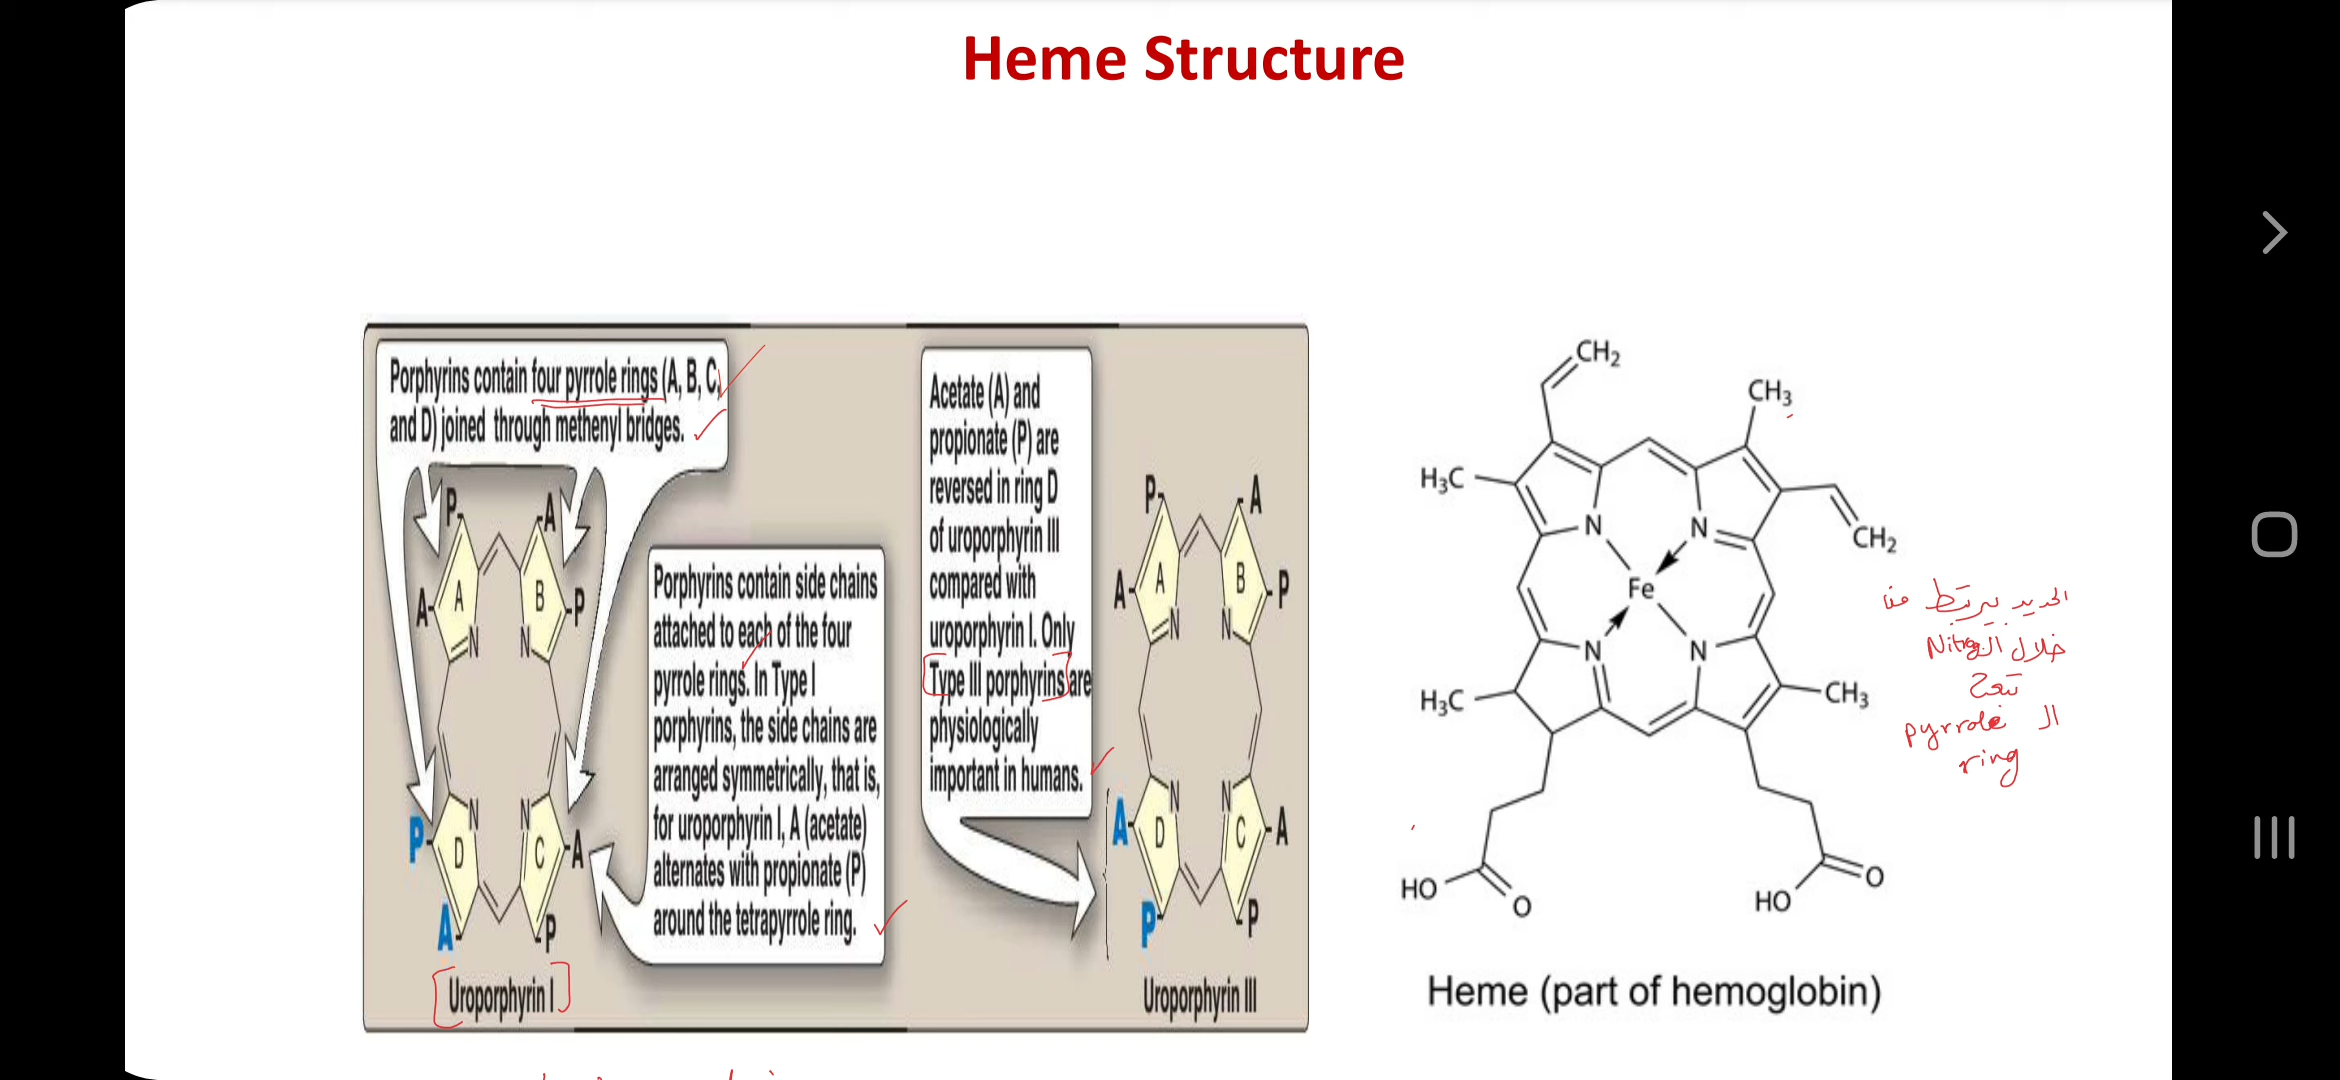 Heme Structure
Porphyrins contain four pyrrole rings (A, B, C,
and D) joined through methenyl bridges.
P
A
A
P
A
B
N
N
N
N
D
C
P
A
A
P
Uroporphyrin I
Porphyrins contain side chains
attached to each of the four
pyrrole rings. In Type I
porphyrins, the side chains are
arranged symmetrically, that is,
for uroporphyrin I, A (acetate)
alternates with propionate (P)
around the tetrapyrrole ring.
Acetate (A) and
propionate (P) are
reversed in ring D
of uroporphyrin III
compared with
uroporphyrin I. Only
Type III porphyrins are
physiologically
important in humans.
P
A
A
P
A
B
N
N
N
N
D
C
A
A
P
P
Uroporphyrin III
CH₂
CH₃
H₃C
N
N
CH₂
Fe
N
N
H₃C
CH₃
HO
O
HO
O
Heme (part of hemoglobin)
الحديد يرتبط من
خلال ال
تبعت
ال pyrrole
ring